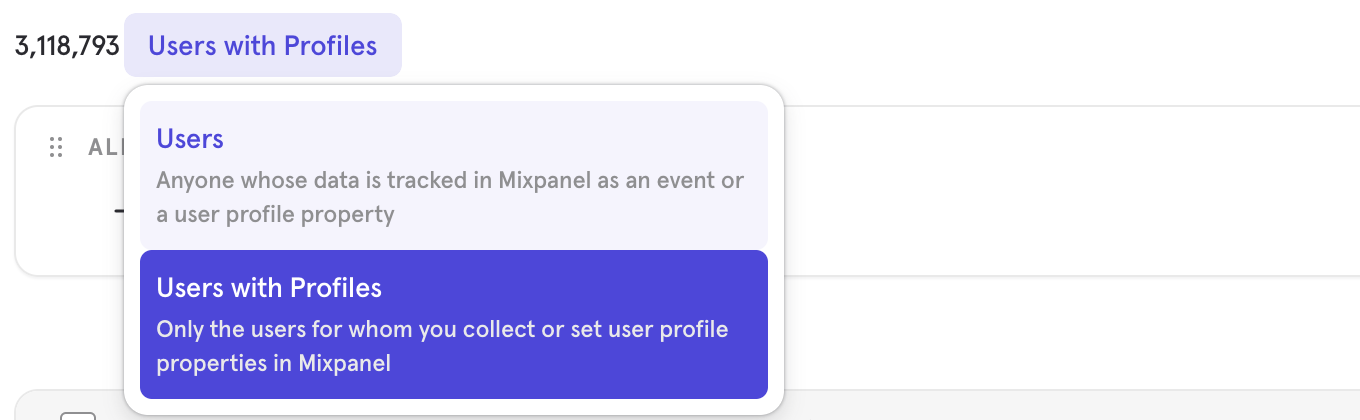 3,118,793 Users with Profiles
Users
Anyone whose data is tracked in Mixpanel as an event or
a user profile property
Users with Profiles
Only the users for whom you collect or set user profile
properties in Mixpanel